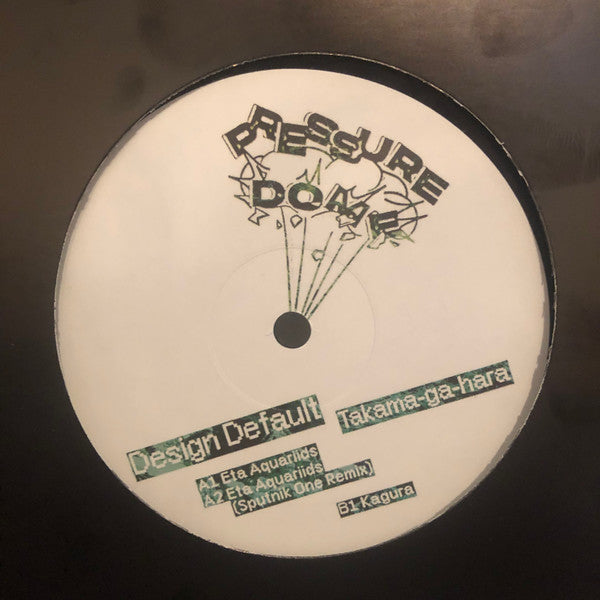 PRESSURE
DOME
Design Default
Takama-ga-hara
A1 Eta Aquariids
A2 Eta Aquariids
(Sputnik One Remix)
B1 Kagura